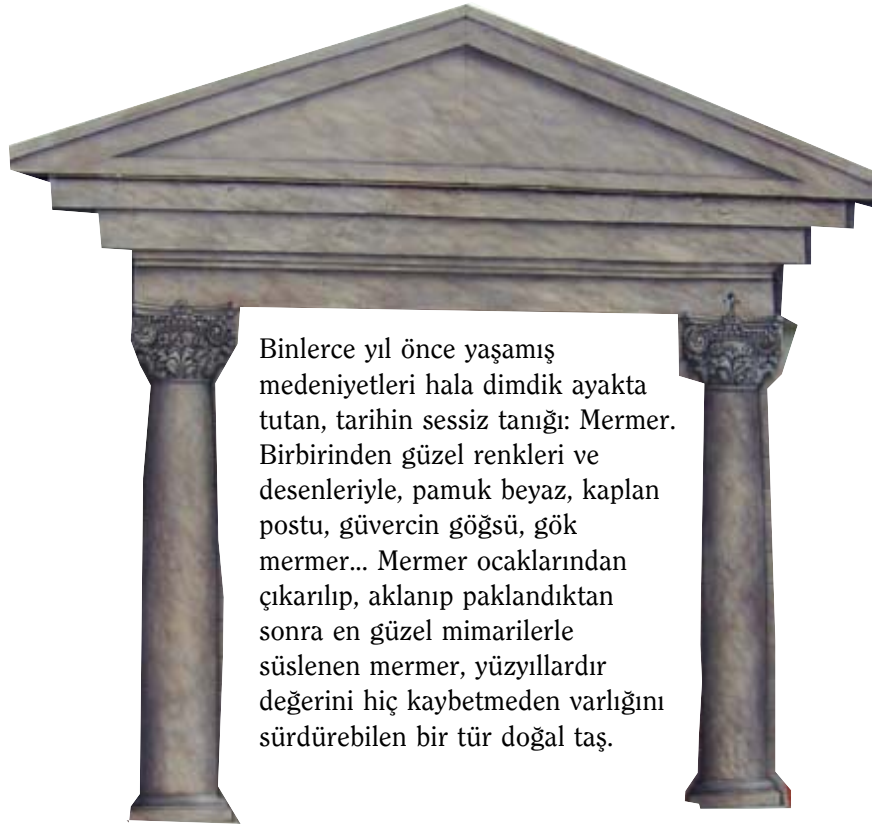 Binlerce yıl önce yaşamış
medeniyetleri hala dimdik ayakta
tutan, tarihin sessiz tanığı: Mermer.
Birbirinden güzel renkleri ve
desenleriyle, pamuk beyaz, kaplan
postu, güvercin göğsü, gök
mermer... Mermer ocaklarından
çıkarılıp, aklanıp paklandıktan
sonra en güzel mimarilerle
süslenen mermer, yüzyıllardır
değerini hiç kaybetmeden varlığını
sürdürebilen bir tür doğal taş.